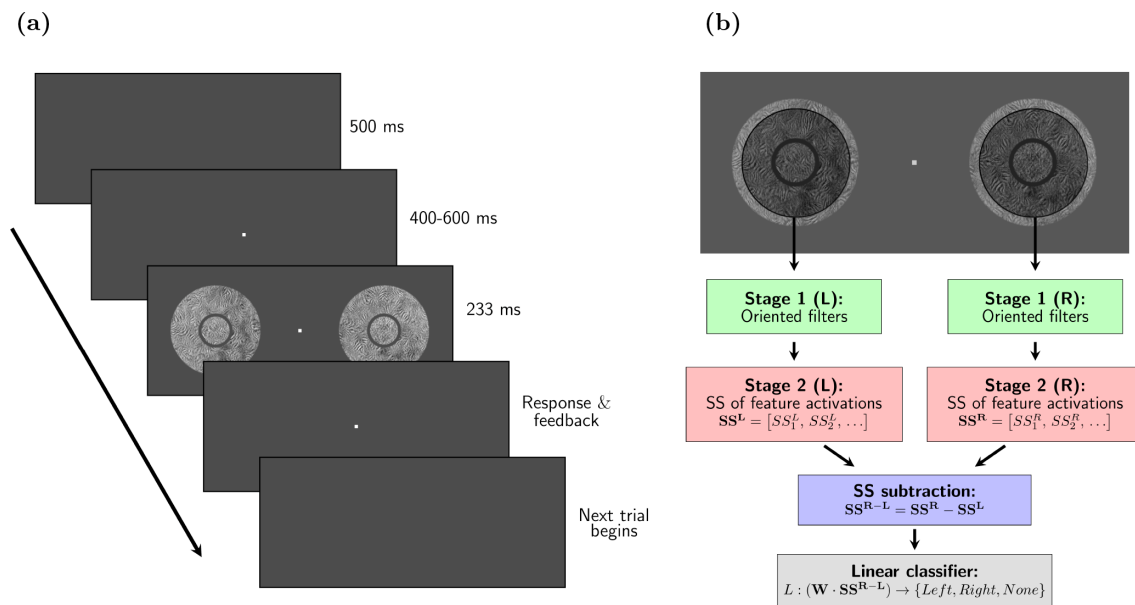 (a)
500 ms
400-600 ms
233 ms
Response &
feedback
Next trial
begins
(b)
Stage 1 (L):
Oriented filters
Stage 1 (R):
Oriented filters
Stage 2 (L):
SS of feature activations
SS^L = [SS_1^L, SS_2^L, ...]
Stage 2 (R):
SS of feature activations
SS^R = [SS_1^R, SS_2^R, ...]
SS subtraction:
SS^{R−L} = SS^R − SS^L
Linear classifier:
L : (W · SS^{R−L}) → {Left, Right, None}